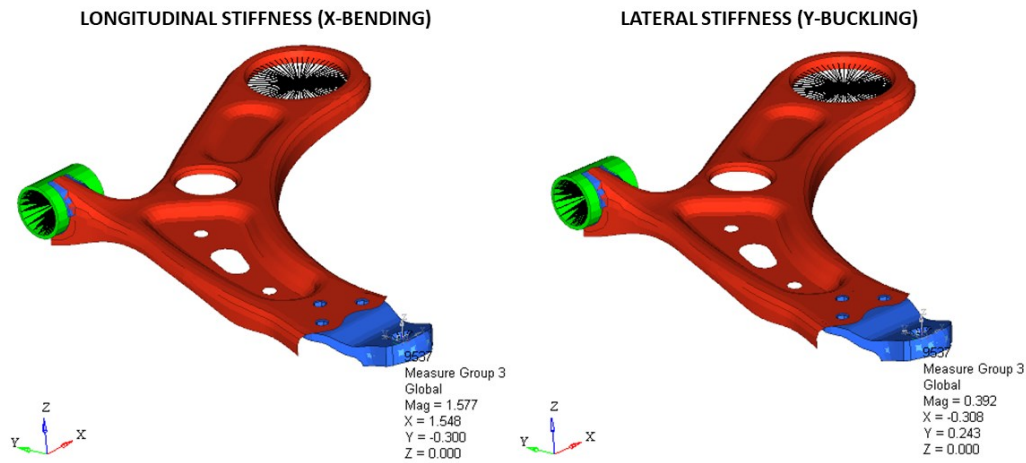 LONGITUDINAL STIFFNESS (X-BENDING)
LATERAL STIFFNESS (Y-BUCKLING)
9537
Measure Group 3
Global
Mag = 1.577
X = 1.548
Y = -0.300
Z = 0.000
9537
Measure Group 3
Global
Mag = 0.392
X = -0.308
Y = 0.243
Z = 0.000
Z
X
Y
Z
X
Y